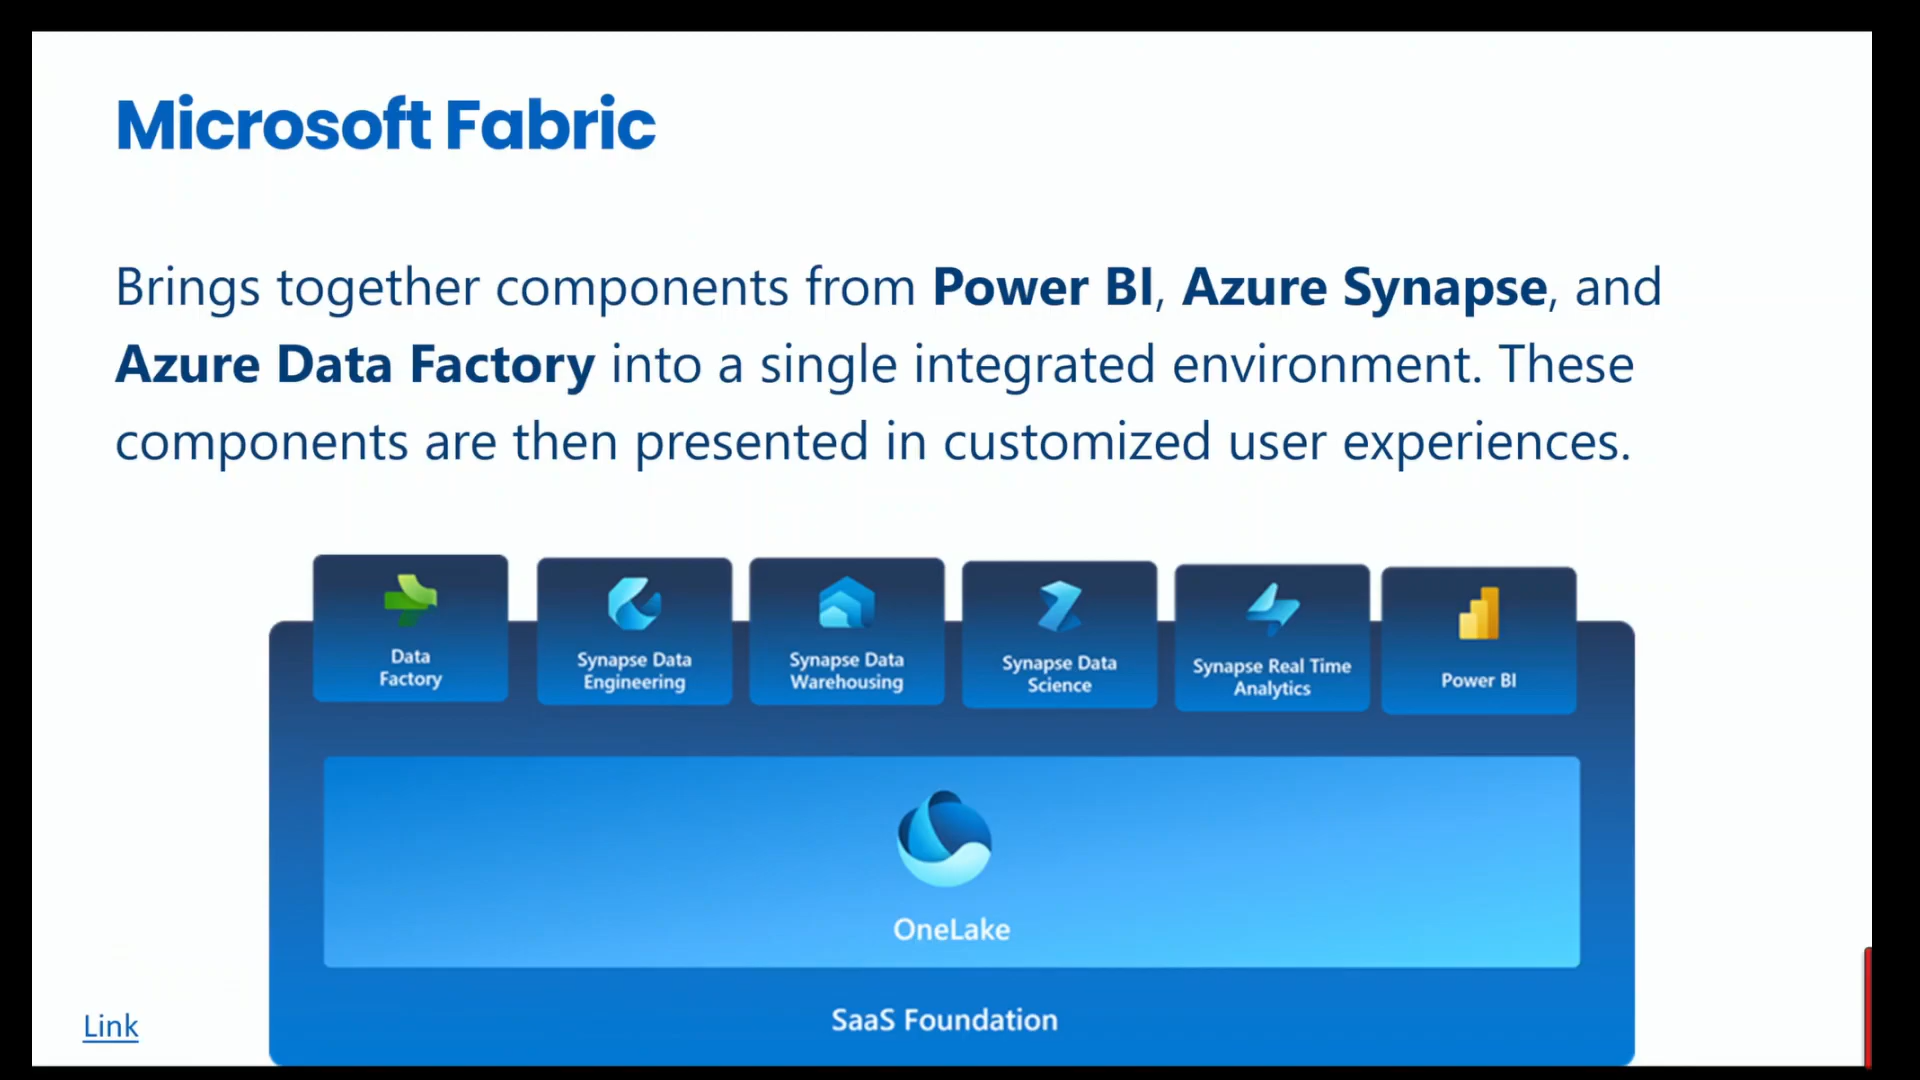 Microsoft Fabric
Brings together components from Power BI, Azure Synapse, and
Azure Data Factory into a single integrated environment. These
components are then presented in customized user experiences.
Data
Factory
Synapse Data
Engineering
Synapse Data
Warehousing
Synapse Data
Science
Synapse Real Time
Analytics
Power BI
OneLake
SaaS Foundation
Link